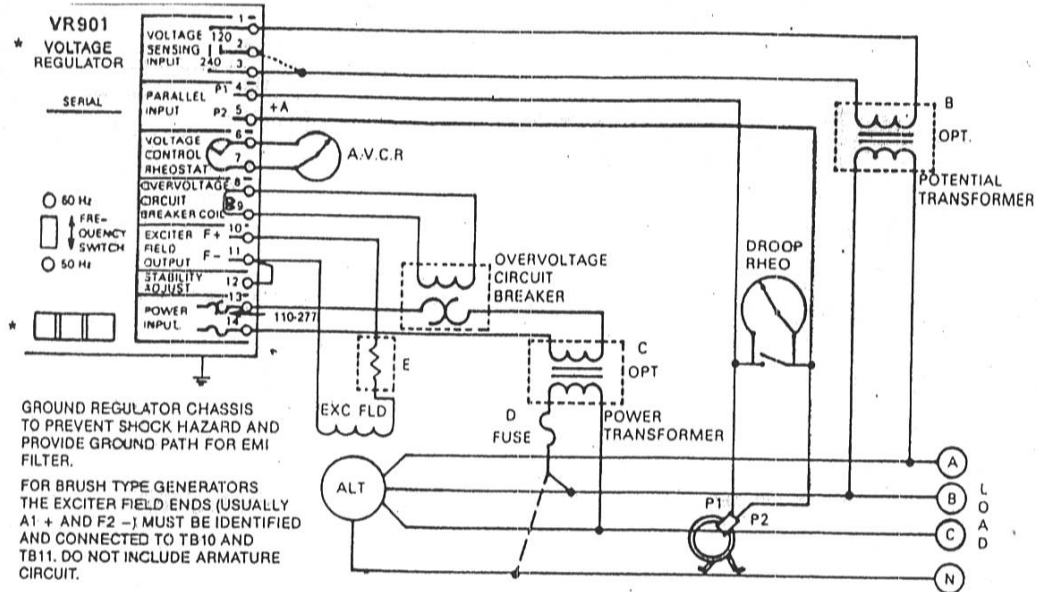 VR901
* VOLTAGE
REGULATOR
SERIAL
60 Hz
FRE-
QUENCY
SWITCH
50 Hz
*
VOLTAGE 120
SENSING
INPUT 240
1
2
3
PARALLEL P1 4
INPUT P2 5
+A
VOLTAGE 6
CONTROL 7
RHEOSTAT
A.V.C.R
OVERVOLTAGE 8
CIRCUIT
BREAKER COIL 9
EXCITER F+ 10
FIELD
OUTPUT F- 11
STABILITY
ADJUST 12
POWER 13
INPUT 14
110-277
OVERVOLTAGE
CIRCUIT
BREAKER
B
OPT.
POTENTIAL
TRANSFORMER
DROOP
RHEO
E
EXC FLD
C
OPT
POWER
TRANSFORMER
D
FUSE
ALT
P1
P2
A
B
C
N
LOAD
GROUND REGULATOR CHASSIS
TO PREVENT SHOCK HAZARD AND
PROVIDE GROUND PATH FOR EMI
FILTER.
FOR BRUSH TYPE GENERATORS
THE EXCITER FIELD ENDS (USUALLY
A1 + AND F2 -) MUST BE IDENTIFIED
AND CONNECTED TO TB10 AND
TB11. DO NOT INCLUDE ARMATURE
CIRCUIT.